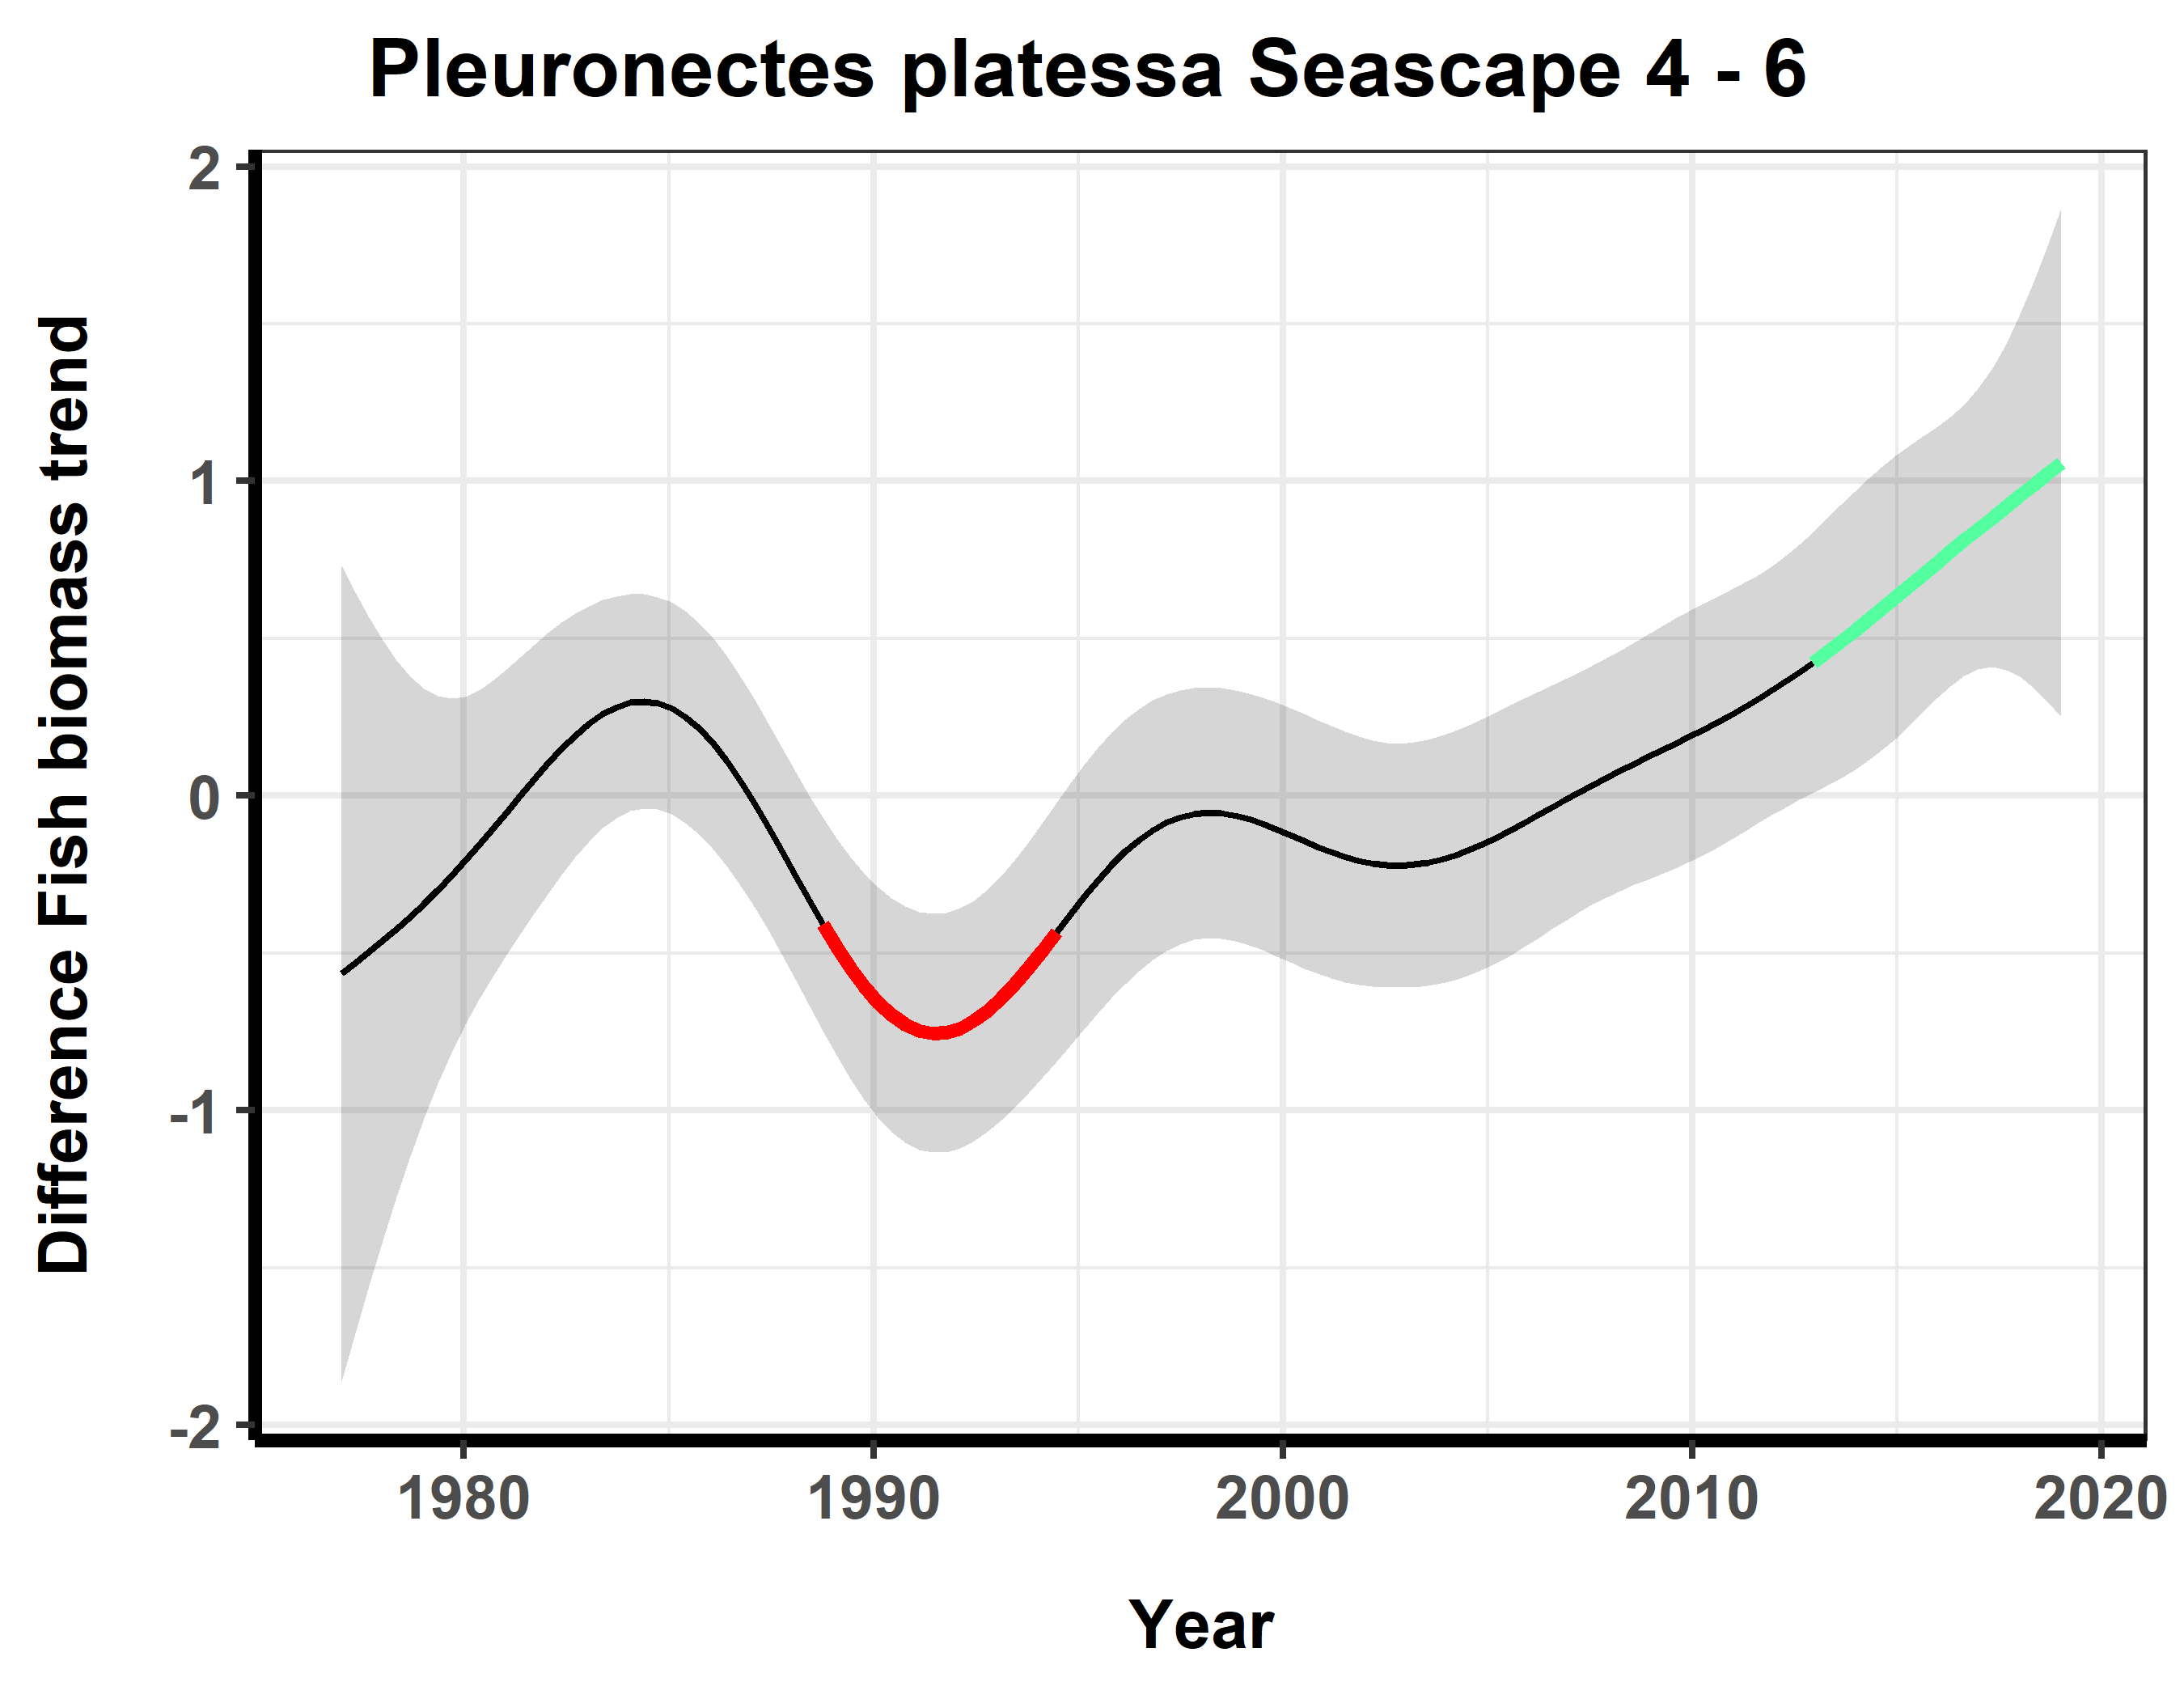 Pleuronectes platessa Seascape 4 - 6
Difference Fish biomass trend
2
1
0
-1
-2
1980 1990 2000 2010 2020
Year